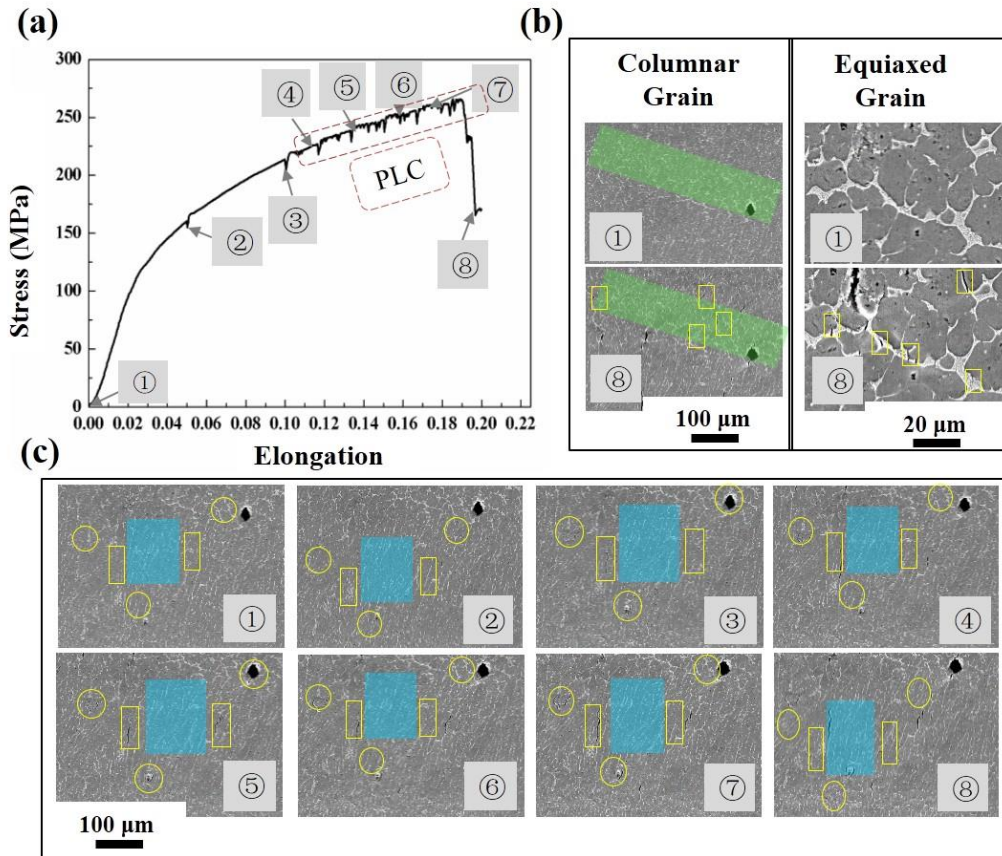 (a)
300
250
200
150
100
50
0
Stress (MPa)
0.00 0.02 0.04 0.06 0.08 0.10 0.12 0.14 0.16 0.18 0.20 0.22
Elongation
①
②
③
④
⑤
⑥
⑦
⑧
PLC
(b)
Columnar
Grain
Equiaxed
Grain
①
①
⑧
⑧
100 μm
20 μm
(c)
①
②
③
④
⑤
⑥
⑦
⑧
100 μm